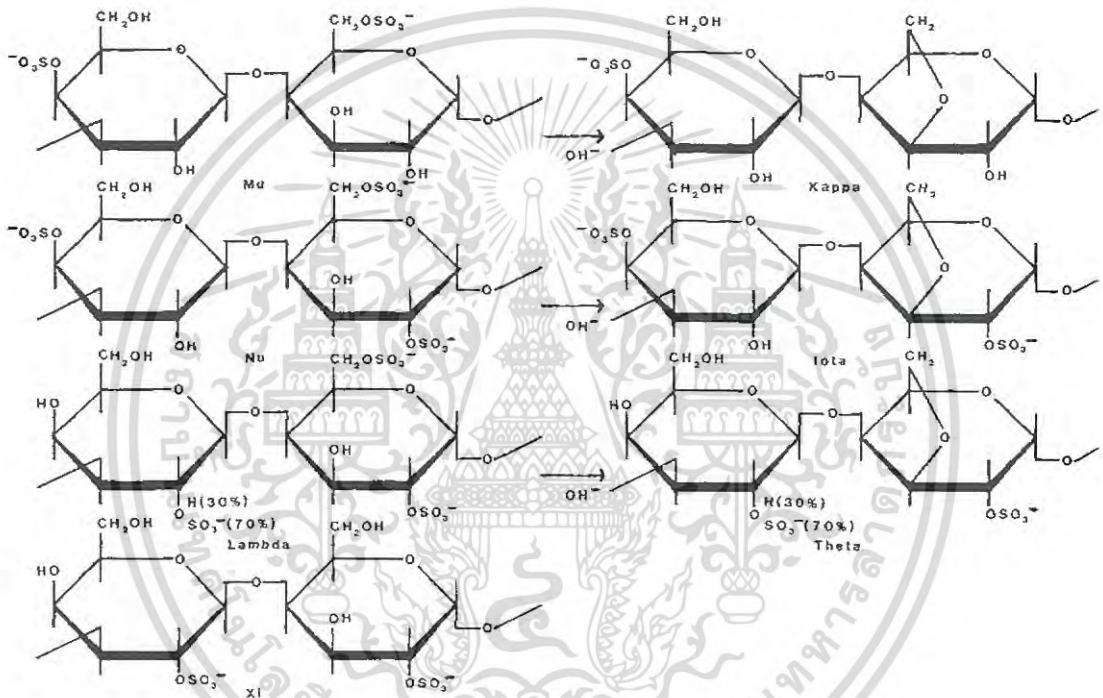 CH₂OH CH₂OSO₃⁻ CH₂
⁻O₃SO O O O ⁻O₃SO O O O
OH O O O
OH OH OH⁻ OH OH
Mu Kappa
CH₂OH CH₂OSO₃⁻ CH₂OH CH₂
⁻O₃SO O O O ⁻O₃SO O O O
OH O O O
OH OSO₃⁻ OH⁻ OH OSO₃⁻
Nu Iota
CH₂OH CH₂OSO₃⁻ CH₂OH CH₂
HO O O O HO O O O
OH O O O
O H(30%) OSO₃⁻ OH⁻ O H(30%) OSO₃⁻
SO₃⁻(70%) SO₃⁻(70%)
Lambda Theta
CH₂OH CH₂OH
HO O O O
OH O
OSO₃⁻ OSO₃⁻
XI